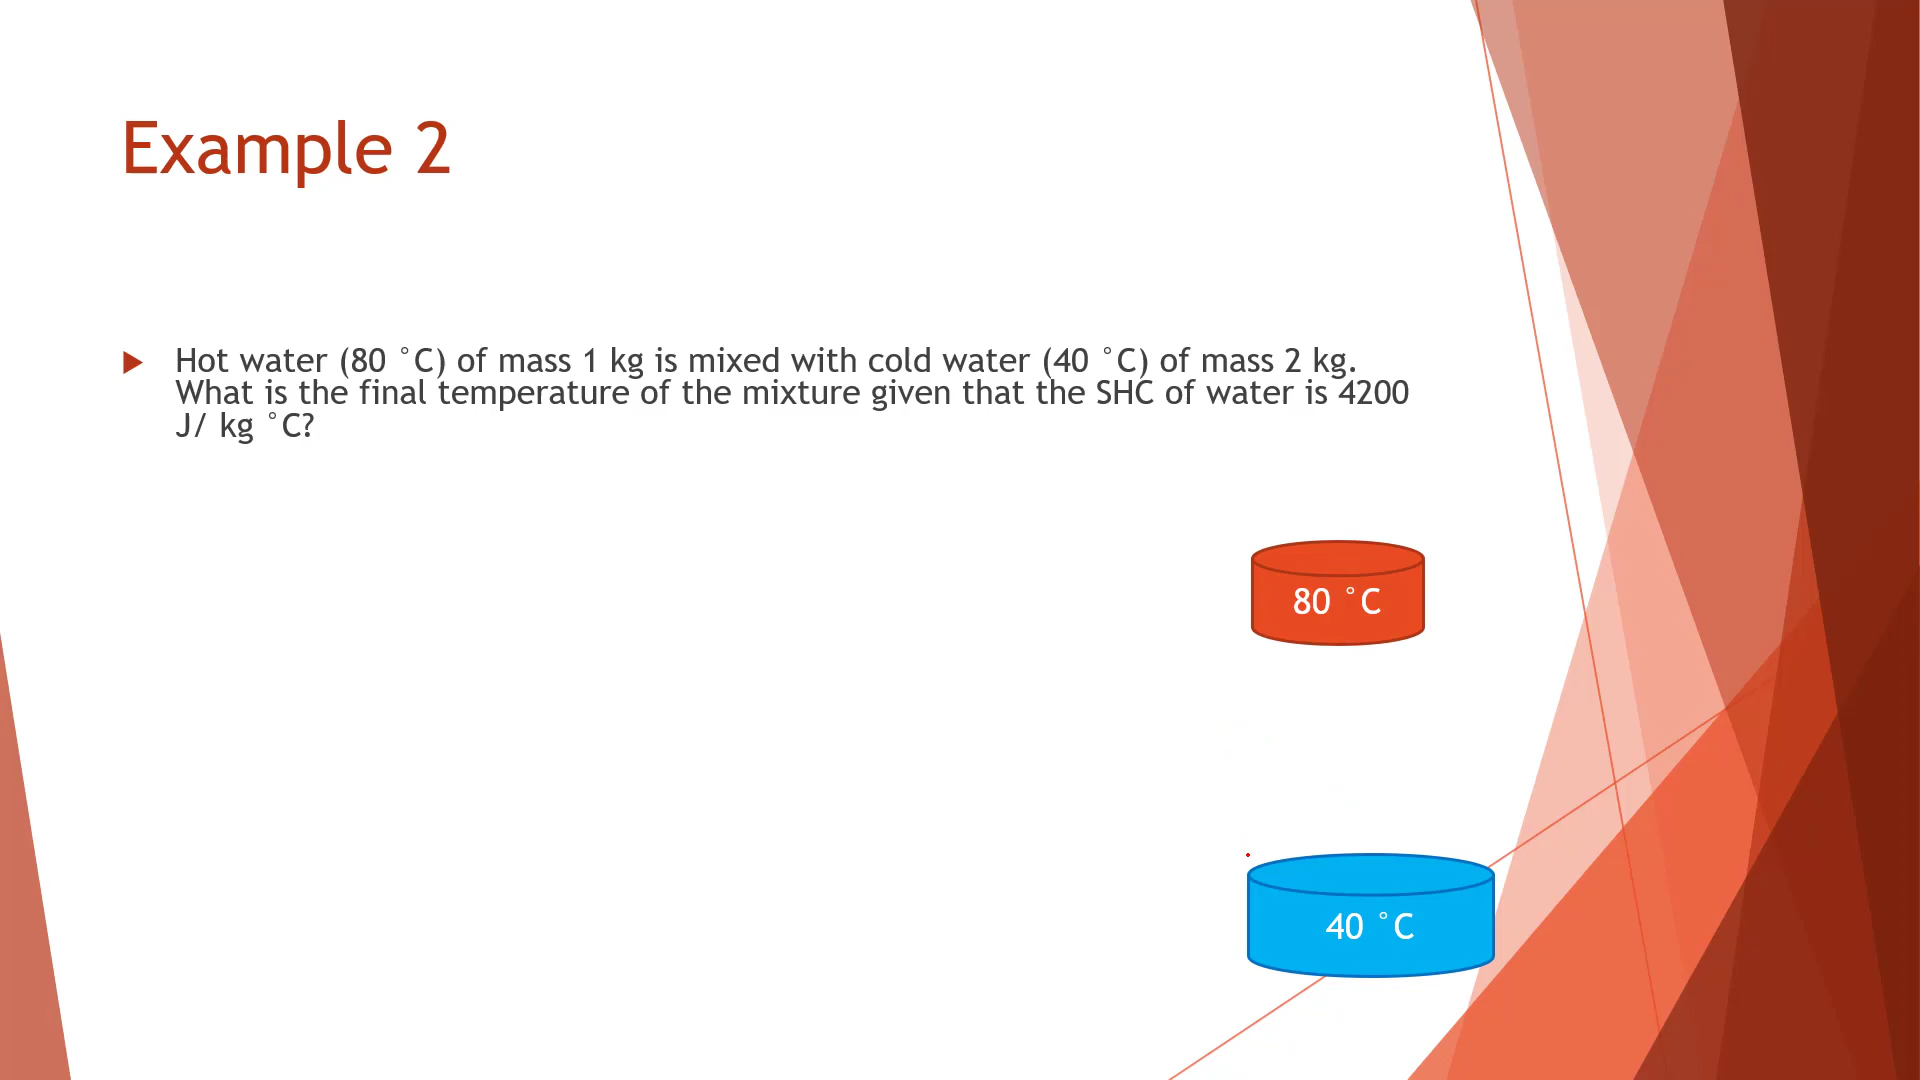 Example 2
Hot water (80 °C) of mass 1 kg is mixed with cold water (40 °C) of mass 2 kg.
What is the final temperature of the mixture given that the SHC of water is 4200
J/ kg °C?
80 °C
40 °C